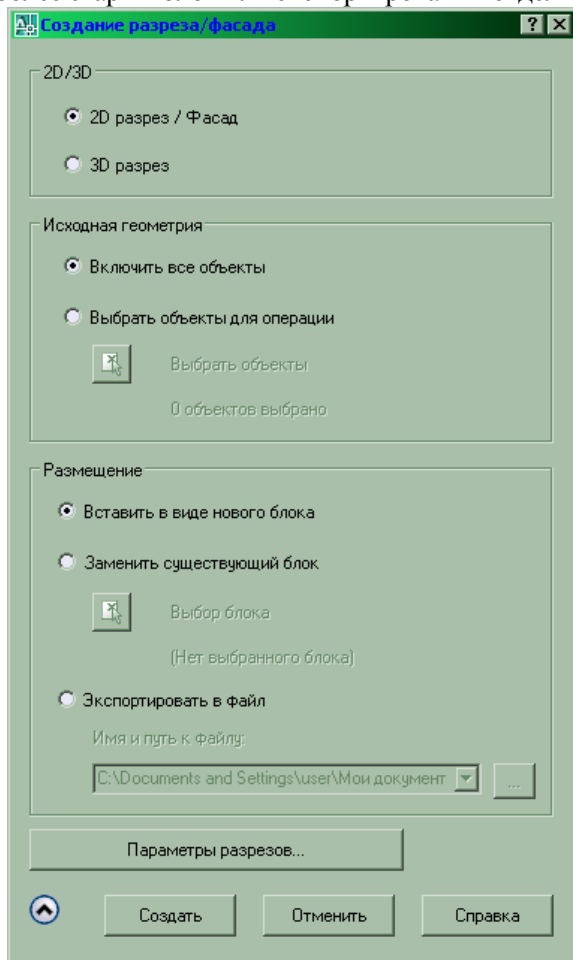 Создание разреза/фасада
2D/3D
2D разрез / Фасад
3D разрез
Исходная геометрия
Включить все объекты
Выбрать объекты для операции
Выбрать объекты
0 объектов выбрано
Размещение
Вставить в виде нового блока
Заменить существующий блок
Выбор блока
(Нет выбранного блока)
Экспортировать в файл
Имя и путь к файлу:
C:\Documents and Settings\user\Мои документ
...
Параметры разрезов...
Создать Отменить Справка